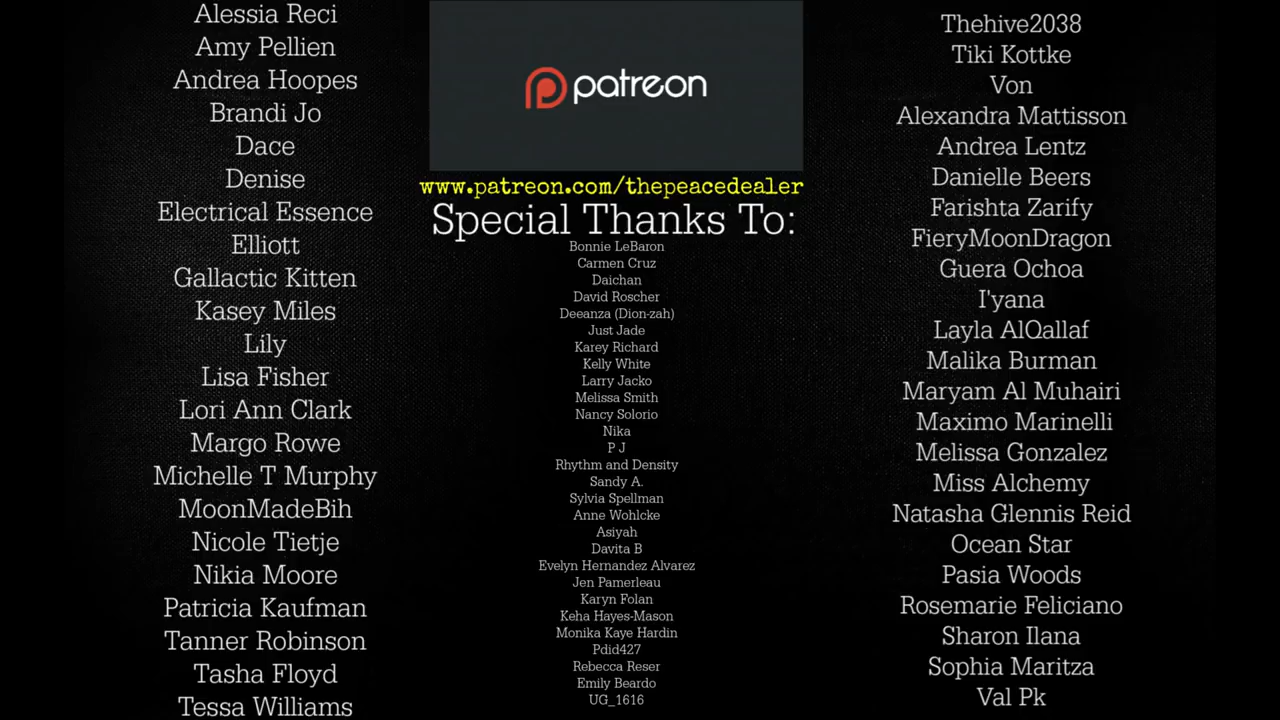 Alessia Reci
Amy Pellien
Andrea Hoopes
Brandi Jo
Dace
Denise
Electrical Essence
Elliott
Gallactic Kitten
Kasey Miles
Lily
Lisa Fisher
Lori Ann Clark
Margo Rowe
Michelle T Murphy
MoonMadeBih
Nicole Tietje
Nikia Moore
Patricia Kaufman
Tanner Robinson
Tasha Floyd
Tessa Williams
patreon
www.patreon.com/thepeacedealer
Special Thanks To:
Bonnie LeBaron
Carmen Cruz
Daichan
David Roscher
Deeanza (Dion-zah)
Just Jade
Karey Richard
Kelly White
Larry Jacko
Melissa Smith
Nancy Solorio
Nika
P J
Rhythm and Density
Sandy A.
Sylvia Spellman
Anne Wohlcke
Asiyah
Davita B
Evelyn Hernandez Alvarez
Jen Pamerleau
Karyn Folan
Keha Hayes-Mason
Monika Kaye Hardin
Pdid427
Rebecca Reser
Emily Beardo
UG_1616
Thehive2038
Tiki Kottke
Von
Alexandra Mattisson
Andrea Lentz
Danielle Beers
Farishta Zarify
FieryMoonDragon
Guera Ochoa
I'yana
Layla AlQallaf
Malika Burman
Maryam Al Muhairi
Maximo Marinelli
Melissa Gonzalez
Miss Alchemy
Natasha Glennis Reid
Ocean Star
Pasia Woods
Rosemarie Feliciano
Sharon Ilana
Sophia Maritza
Val Pk